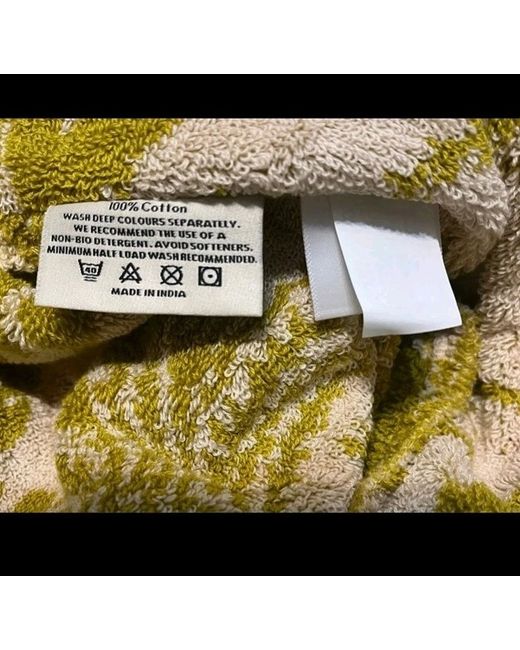 100% Cotton
WASH DEEP COLOURS SEPARATELY.
WE RECOMMEND THE USE OF A
NON-BIO DETERGENT. AVOID SOFTENERS.
MINIMUM HALF LOAD WASH RECOMMENDED.
40
MADE IN INDIA